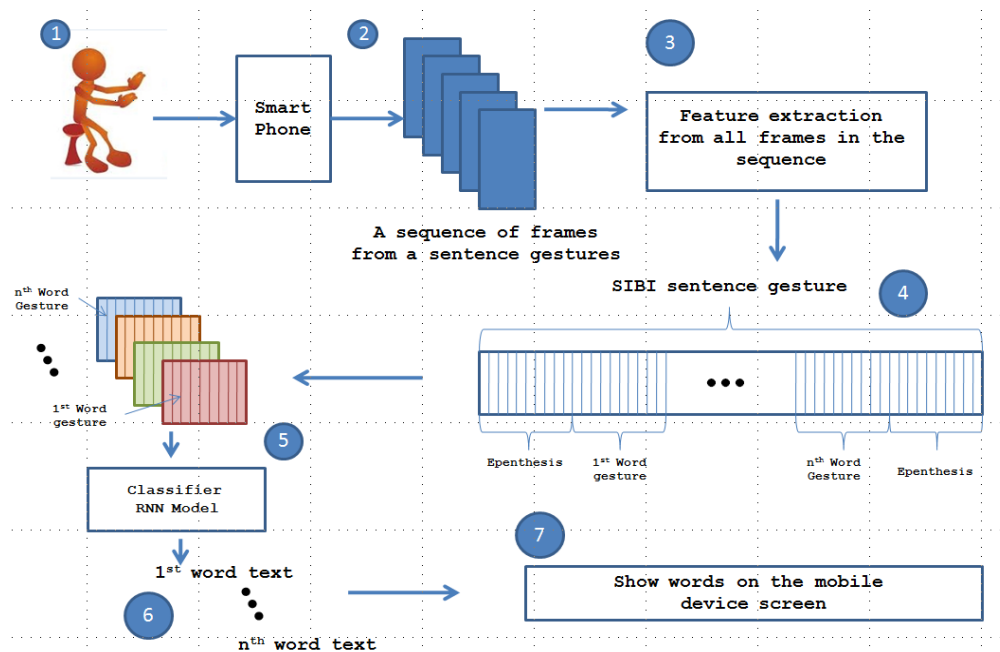 1
2
3
Smart
Phone
Feature extraction
from all frames in the
sequence
A sequence of frames
from a sentence gestures
SIBI sentence gesture
4
nth Word
Gesture
1st Word
gesture
Epenthesis
1st Word
gesture
nth Word
Gesture
Epenthesis
5
Classifier
RNN Model
1st word text
6
nth word text
7
Show words on the mobile
device screen